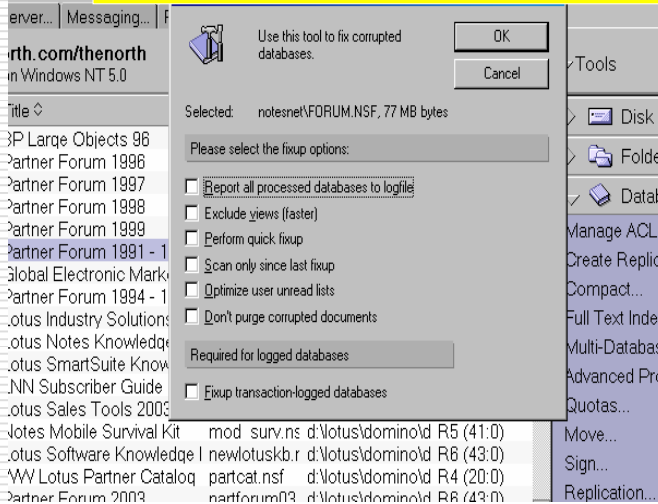 erver... Messaging...
rth.com/thenorth
on Windows NT 5.0
Title
BP Large Objects 96
Partner Forum 1996
Partner Forum 1997
Partner Forum 1998
Partner Forum 1999
Partner Forum 1991 - 1
Global Electronic Mark
Partner Forum 1994 - 1
Lotus Industry Solutions
Lotus Notes Knowledge
Lotus SmartSuite Know
LNN Subscriber Guide
Lotus Sales Tools 2003
Notes Mobile Survival Kit mod_surv.ns d:\lotus\domino\d R5 (41:0)
Lotus Software Knowledge l newlotuskb.r d:\lotus\domino\d R6 (43:0)
WW Lotus Partner Catalog partcat.nsf d:\lotus\domino\d R4 (20:0)
Partner Forum 2003 partforum03. d:\lotus\domino\d R6 (43:0)
Use this tool to fix corrupted
databases.
OK
Cancel
Selected: notesnet\FORUM.NSF, 77 MB bytes
Please select the fixup options:
Report all processed databases to logfile
Exclude views (faster)
Perform quick fixup
Scan only since last fixup
Optimize user unread lists
Don't purge corrupted documents
Required for logged databases
Fixup transaction-logged databases
Tools
Disk
Folde
Datab
Manage ACL
Create Replic
Compact...
Full Text Inde
Multi-Databas
Advanced Pro
Quotas...
Move...
Sign...
Replication...